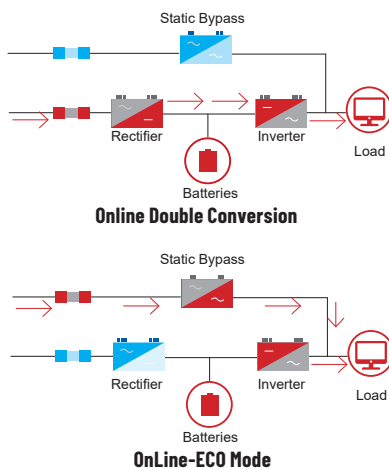 Static Bypass
Rectifier
Inverter
Load
Batteries
Online Double Conversion
Static Bypass
Rectifier
Inverter
Load
Batteries
OnLine-ECO Mode